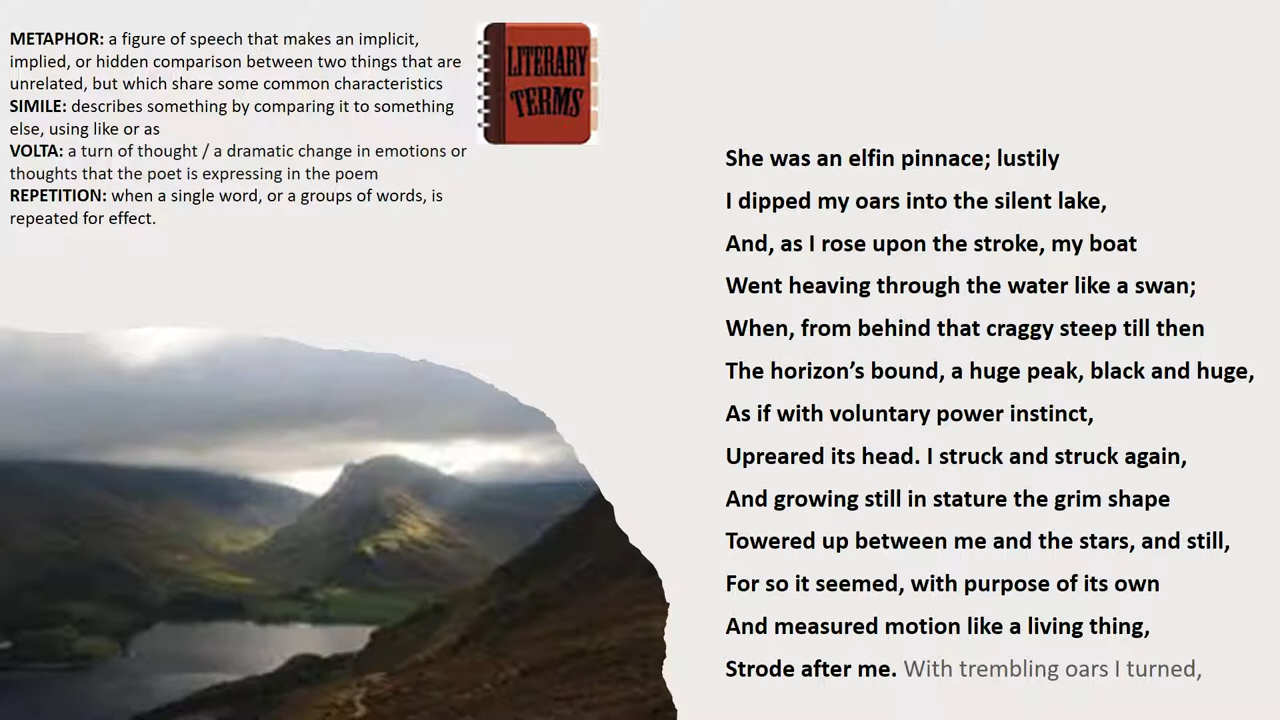 METAPHOR: a figure of speech that makes an implicit,
implied, or hidden comparison between two things that are
unrelated, but which share some common characteristics
SIMILE: describes something by comparing it to something
else, using like or as
VOLTA: a turn of thought / a dramatic change in emotions or
thoughts that the poet is expressing in the poem
REPETITION: when a single word, or a groups of words, is
repeated for effect.
LITERARY
TERMS
She was an elfin pinnace; lustily
I dipped my oars into the silent lake,
And, as I rose upon the stroke, my boat
Went heaving through the water like a swan;
When, from behind that craggy steep till then
The horizon’s bound, a huge peak, black and huge,
As if with voluntary power instinct,
Upreared its head. I struck and struck again,
And growing still in stature the grim shape
Towered up between me and the stars, and still,
For so it seemed, with purpose of its own
And measured motion like a living thing,
Strode after me. With trembling oars I turned,